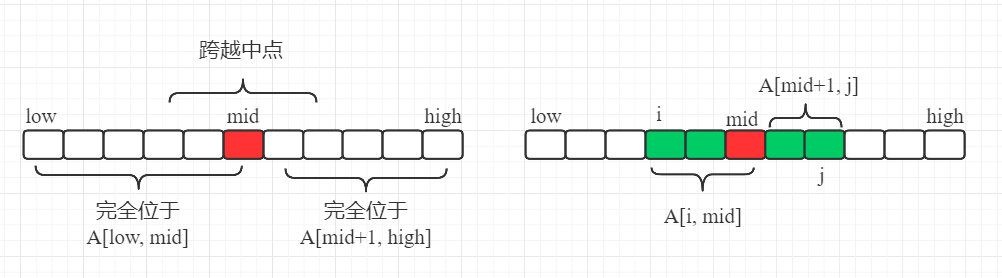 跨越中点
low
mid
high
完全位于
A[low, mid]
完全位于
A[mid+1, high]
A[mid+1, j]
low
i
mid
high
j
A[i, mid]